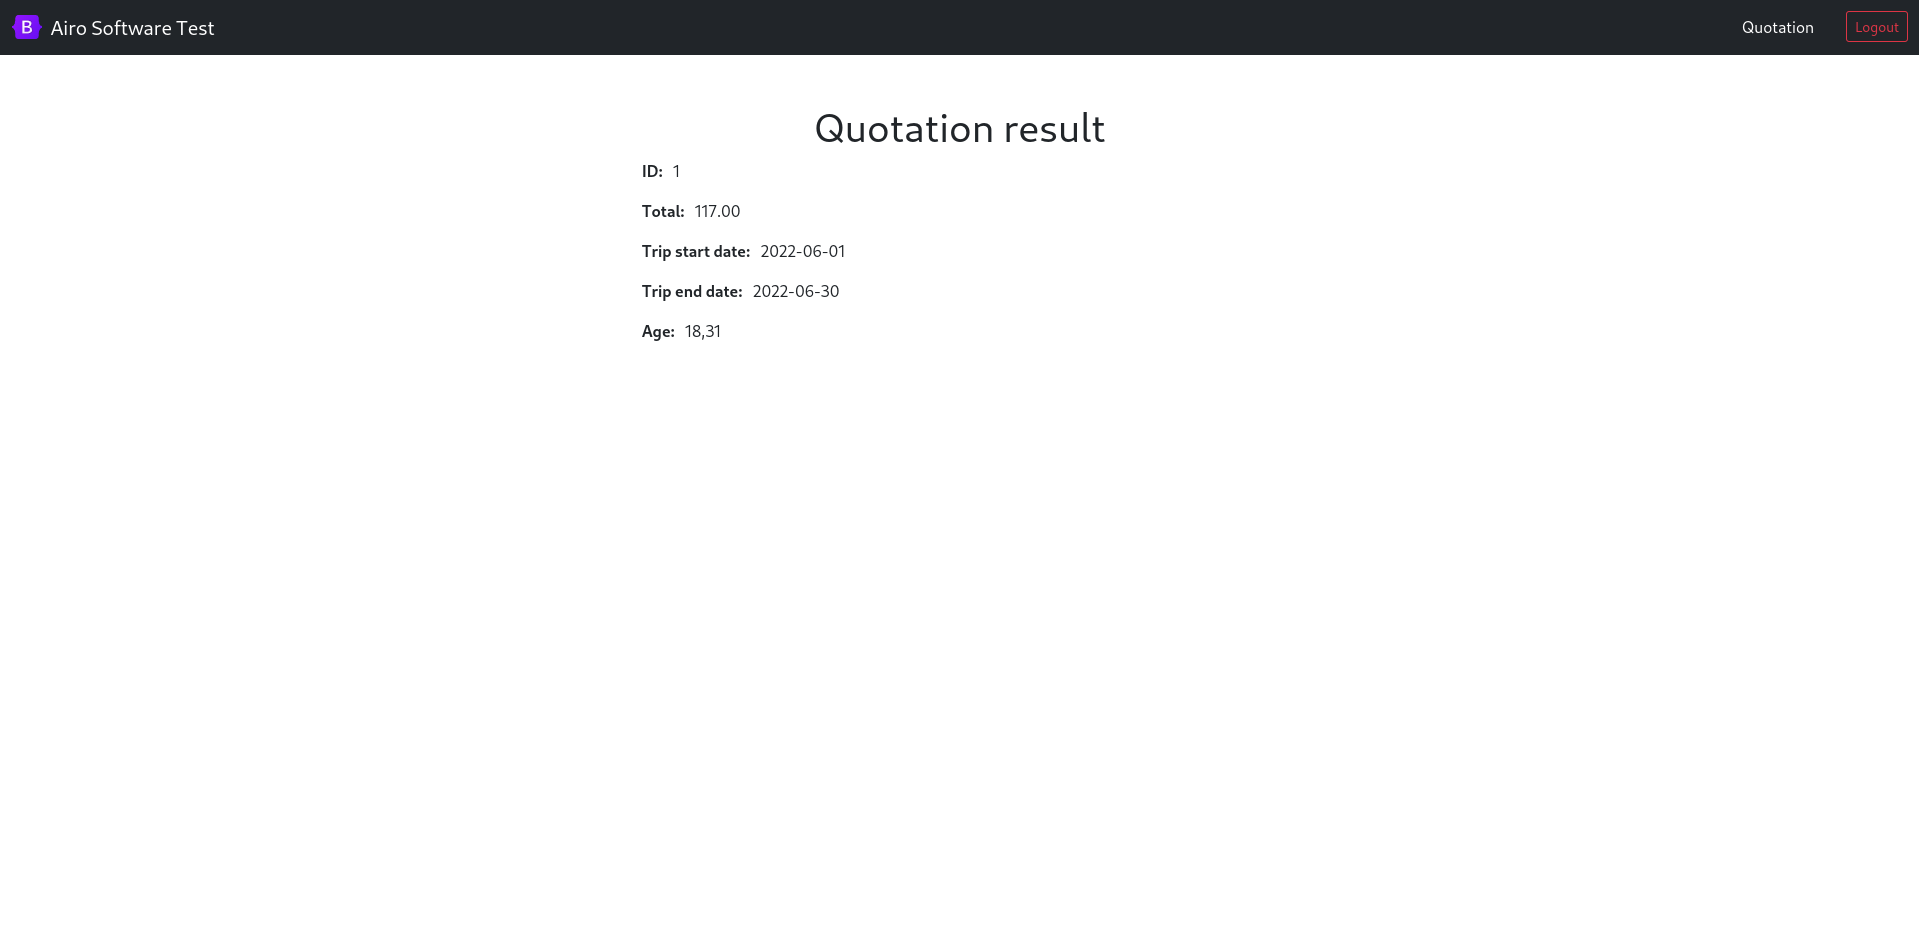 B Airo Software Test Quotation Logout
Quotation result
ID: 1
Total: 117.00
Trip start date: 2022-06-01
Trip end date: 2022-06-30
Age: 18,31